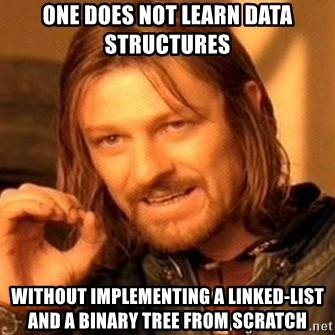 ONE DOES NOT LEARN DATA
STRUCTURES
WITHOUT IMPLEMENTING A LINKED-LIST
AND A BINARY TREE FROM SCRATCH